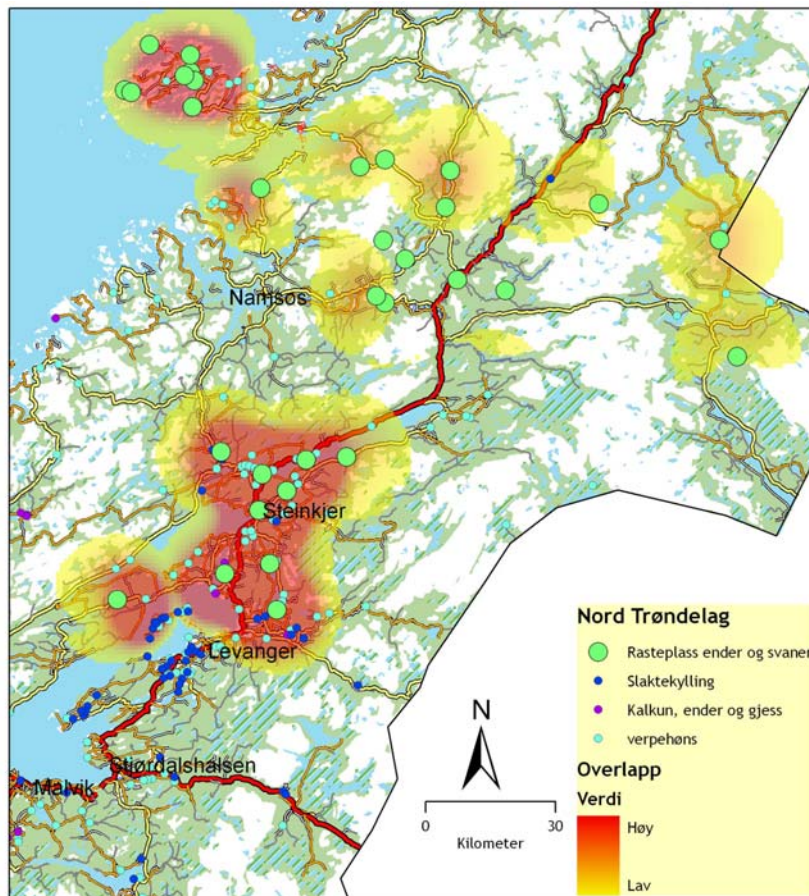 Namsos
Steinkjer
Levanger
Stjørdalshalsen
Malvik
N
0 30
Kilometer
Nord Trøndelag
Rasteplass ender og svaner
Slaktekylling
Kalkun, ender og gjess
verpehøns
Overlapp
Verdi
Høy
Lav